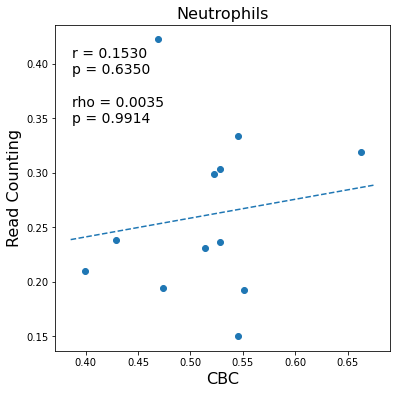 Neutrophils
r = 0.1530
p = 0.6350
rho = 0.0035
p = 0.9914
Read Counting
0.40
0.35
0.30
0.25
0.20
0.15
0.40 0.45 0.50 0.55 0.60 0.65
CBC